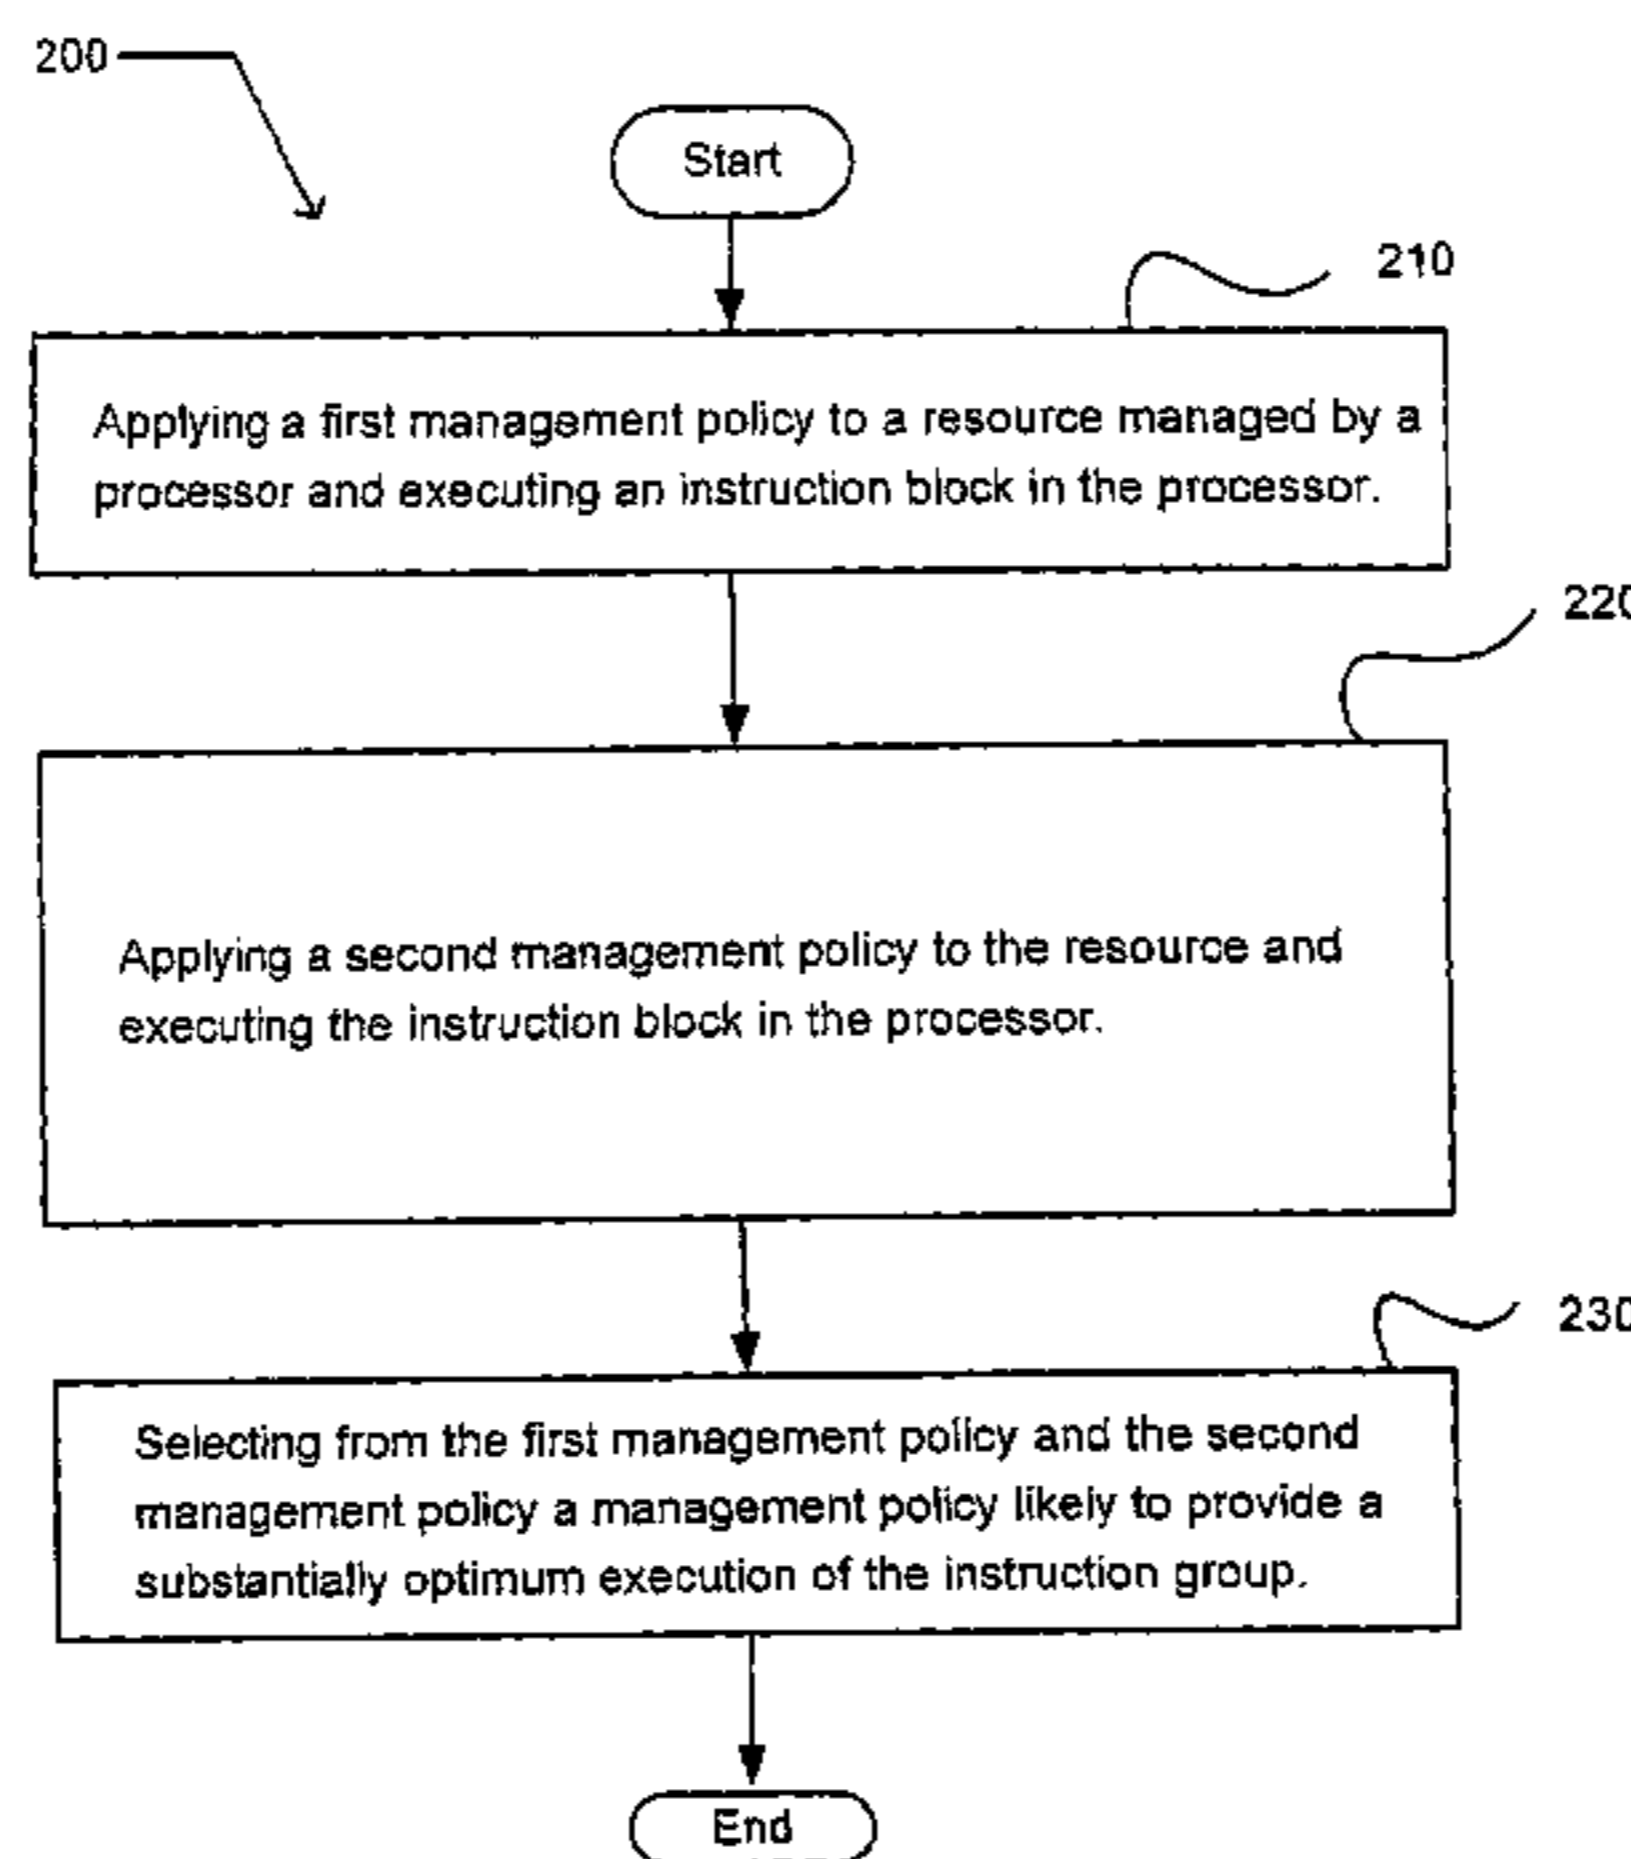 200
Start
210
Applying a first management policy to a resource managed by a
processor and executing an instruction block in the processor.
220
Applying a second management policy to the resource and
executing the instruction block in the processor.
230
Selecting from the first management policy and the second
management policy a management policy likely to provide a
substantially optimum execution of the instruction group.
End